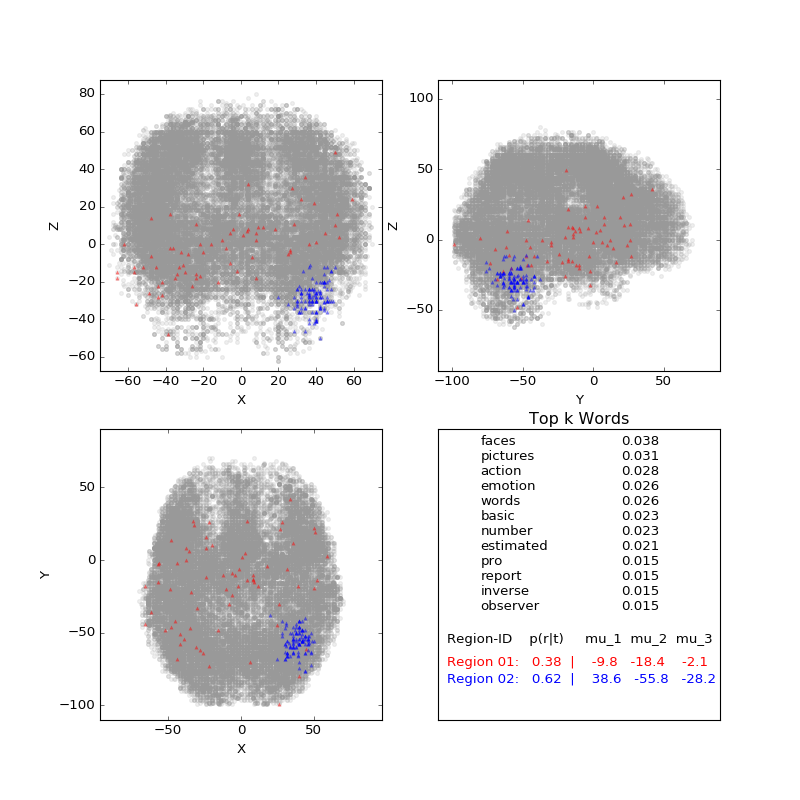 80
60
40
20
0
−20
−40
−60
Z
−60 −40 −20 0 20 40 60
X
100
50
0
−50
Z
−100 −50 0 50
Y
50
0
−50
−100
Y
−50 0 50
X
Top k Words
faces 0.038
pictures 0.031
action 0.028
emotion 0.026
words 0.026
basic 0.023
number 0.023
estimated 0.021
pro 0.015
report 0.015
inverse 0.015
observer 0.015
Region-ID p(r|t) mu_1 mu_2 mu_3
Region 01: 0.38 | -9.8 -18.4 -2.1
Region 02: 0.62 | 38.6 -55.8 -28.2